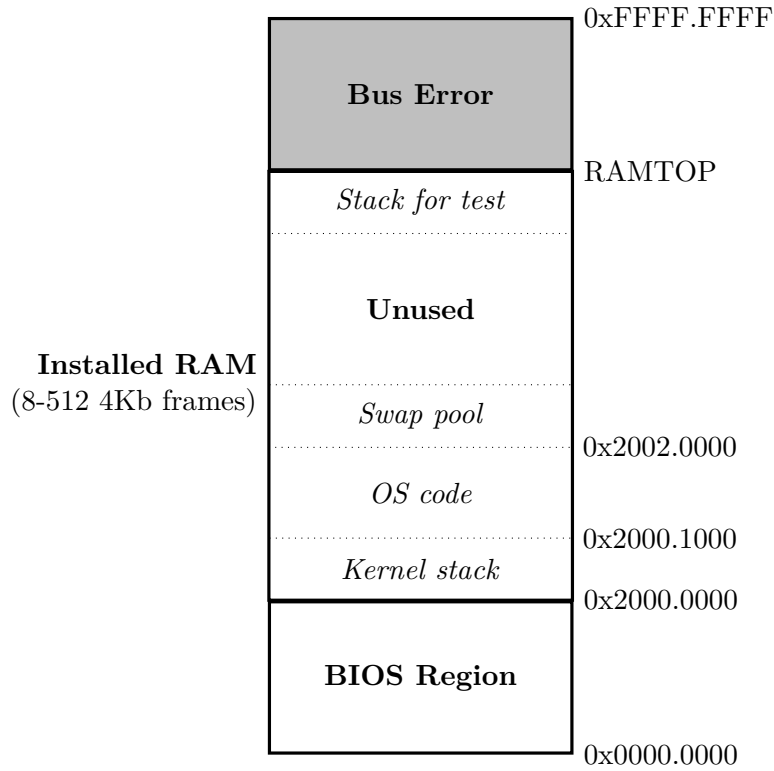 0xFFFF.FFFF
Bus Error
RAMTOP
Stack for test
Unused
Installed RAM
(8-512 4Kb frames)
Swap pool
0x2002.0000
OS code
0x2000.1000
Kernel stack
0x2000.0000
BIOS Region
0x0000.0000